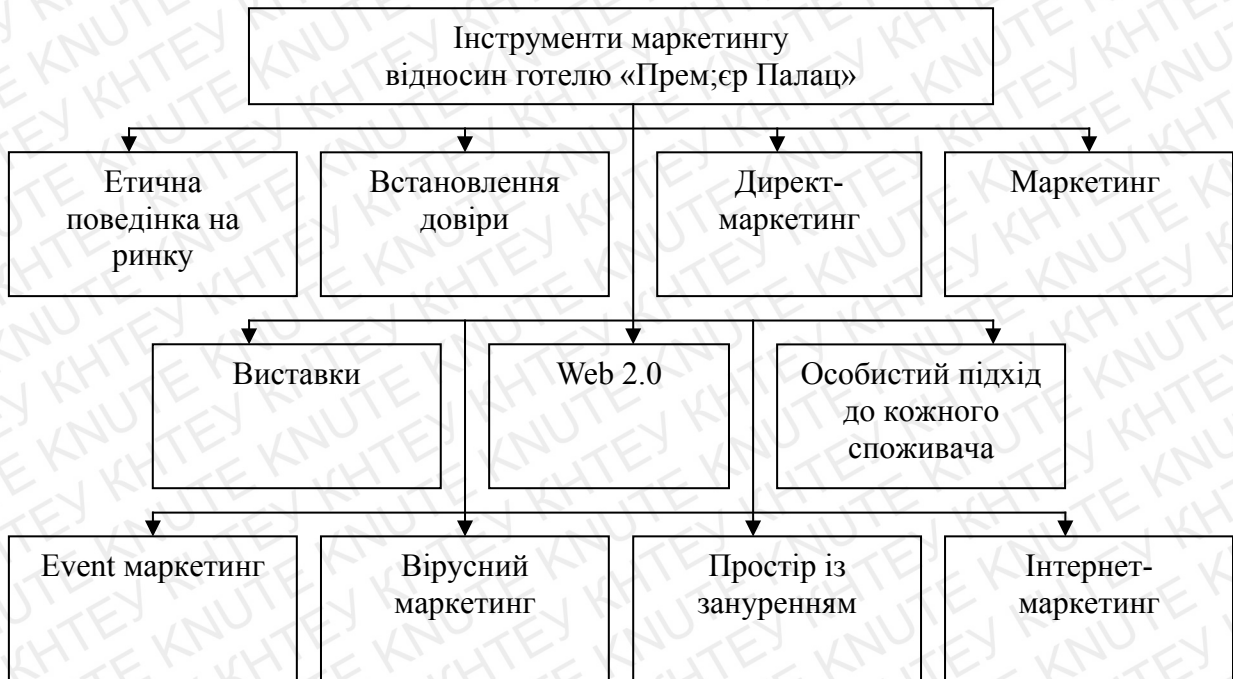 Інструменти маркетингу
відносин готелю «Прем;єр Палац»
Етична
поведінка на
ринку
Встановлення
довіри
Директ-
маркетинг
Маркетинг
Виставки
Web 2.0
Особистий підхід
до кожного
споживача
Event маркетинг
Вірусний
маркетинг
Простір із
зануренням
Інтернет-
маркетинг